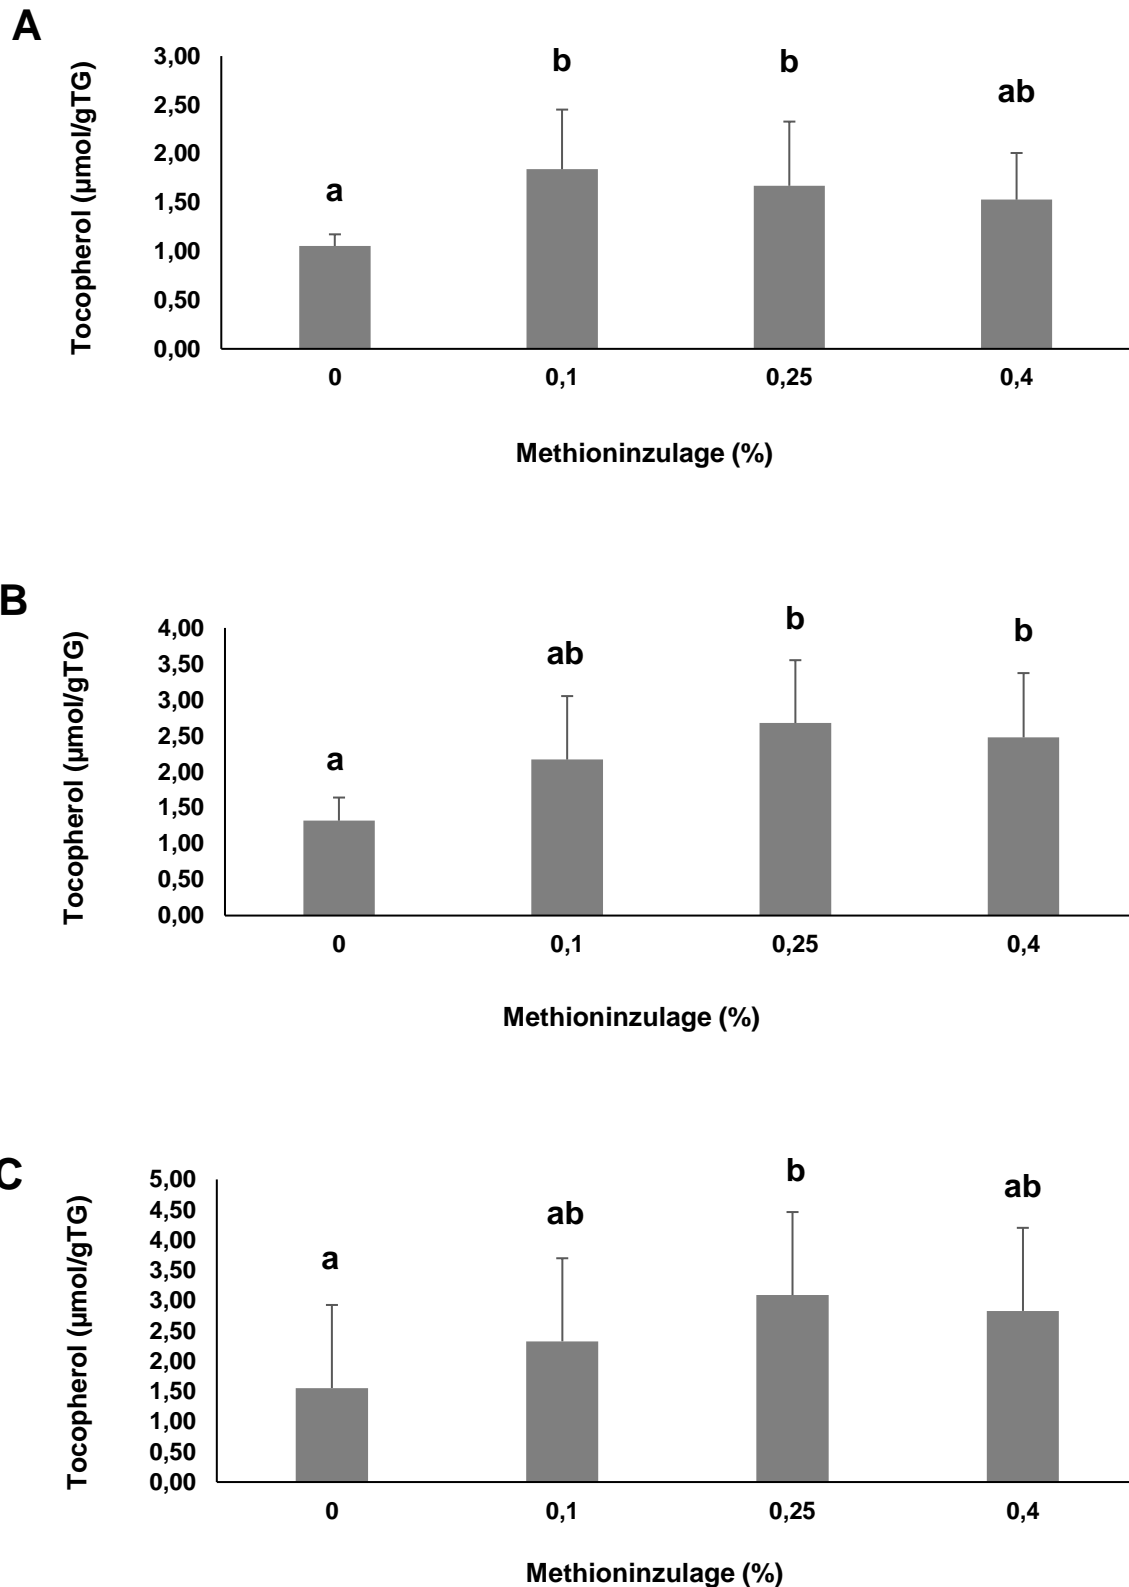 A
Tocopherol (µmol/gTG)
3,00
2,50
2,00
1,50
1,00
0,50
0,00
a
b
b
ab
0
0,1
0,25
0,4
Methioninzulage (%)
B
Tocopherol (µmol/gTG)
4,00
3,50
3,00
2,50
2,00
1,50
1,00
0,50
0,00
a
ab
b
b
0
0,1
0,25
0,4
Methioninzulage (%)
C
Tocopherol (µmol/gTG)
5,00
4,50
4,00
3,50
3,00
2,50
2,00
1,50
1,00
0,50
0,00
a
ab
b
ab
0
0,1
0,25
0,4
Methioninzulage (%)